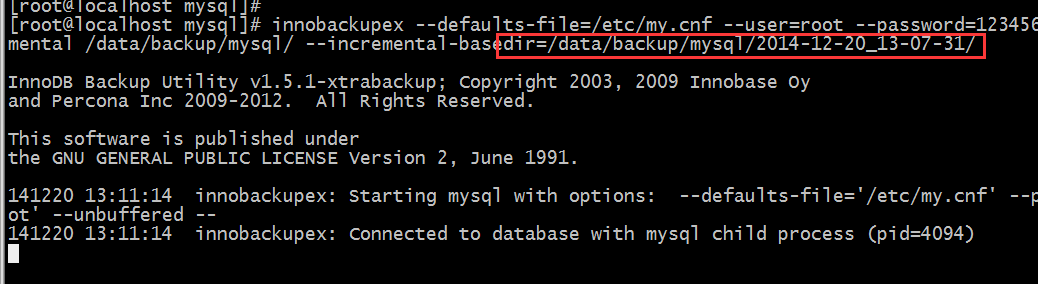 [root@localhost mysql]#
[root@localhost mysql]# innobackupex --defaults-file=/etc/my.cnf --user=root --password=123456
mental /data/backup/mysql/ --incremental-basedir=/data/backup/mysql/2014-12-20_13-07-31/
InnoDB Backup Utility v1.5.1-xtrabackup; Copyright 2003, 2009 Innobase Oy
and Percona Inc 2009-2012.  All Rights Reserved.
This software is published under
the GNU GENERAL PUBLIC LICENSE Version 2, June 1991.
141220 13:11:14  innobackupex: Starting mysql with options:  --defaults-file='/etc/my.cnf' --p
ot' --unbuffered --
141220 13:11:14  innobackupex: Connected to database with mysql child process (pid=4094)